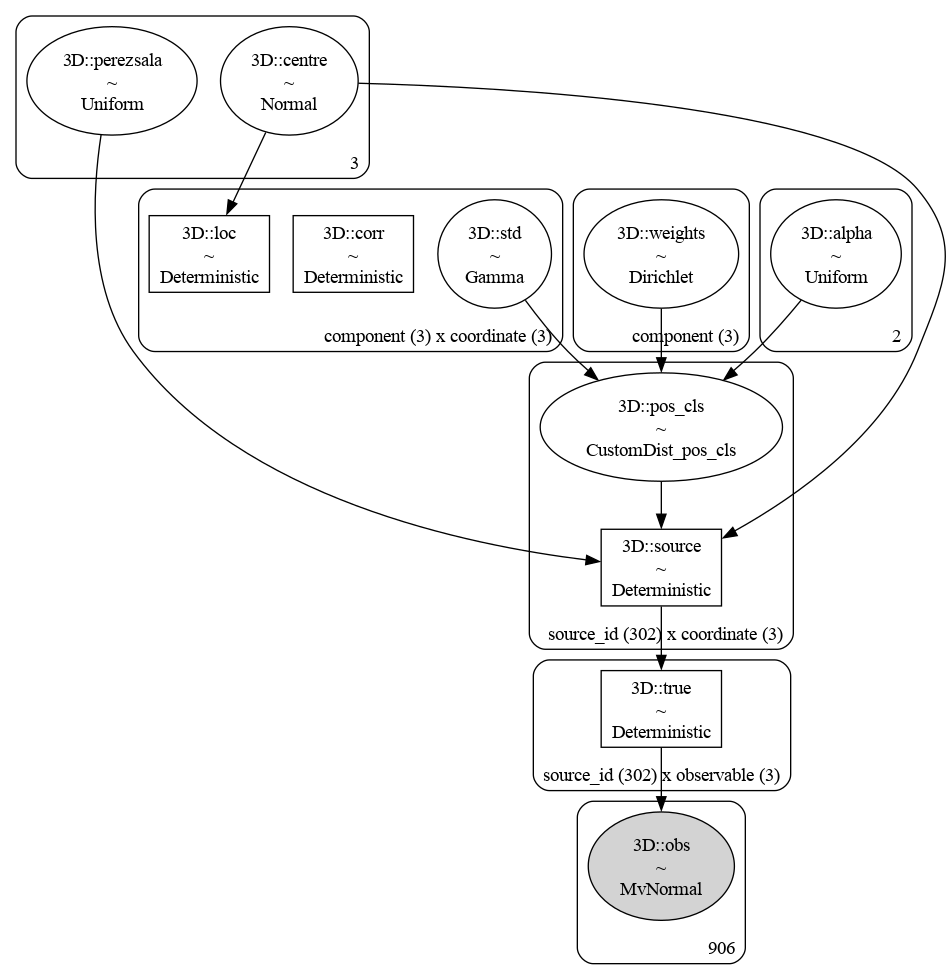 3D::perezsala
~
Uniform
3D::centre
~
Normal
3
3D::loc
~
Deterministic
3D::corr
~
Deterministic
3D::std
~
Gamma
component (3) x coordinate (3)
3D::weights
~
Dirichlet
component (3)
3D::alpha
~
Uniform
2
3D::pos_cls
~
CustomDist_pos_cls
3D::source
~
Deterministic
source_id (302) x coordinate (3)
3D::true
~
Deterministic
source_id (302) x observable (3)
3D::obs
~
MvNormal
906